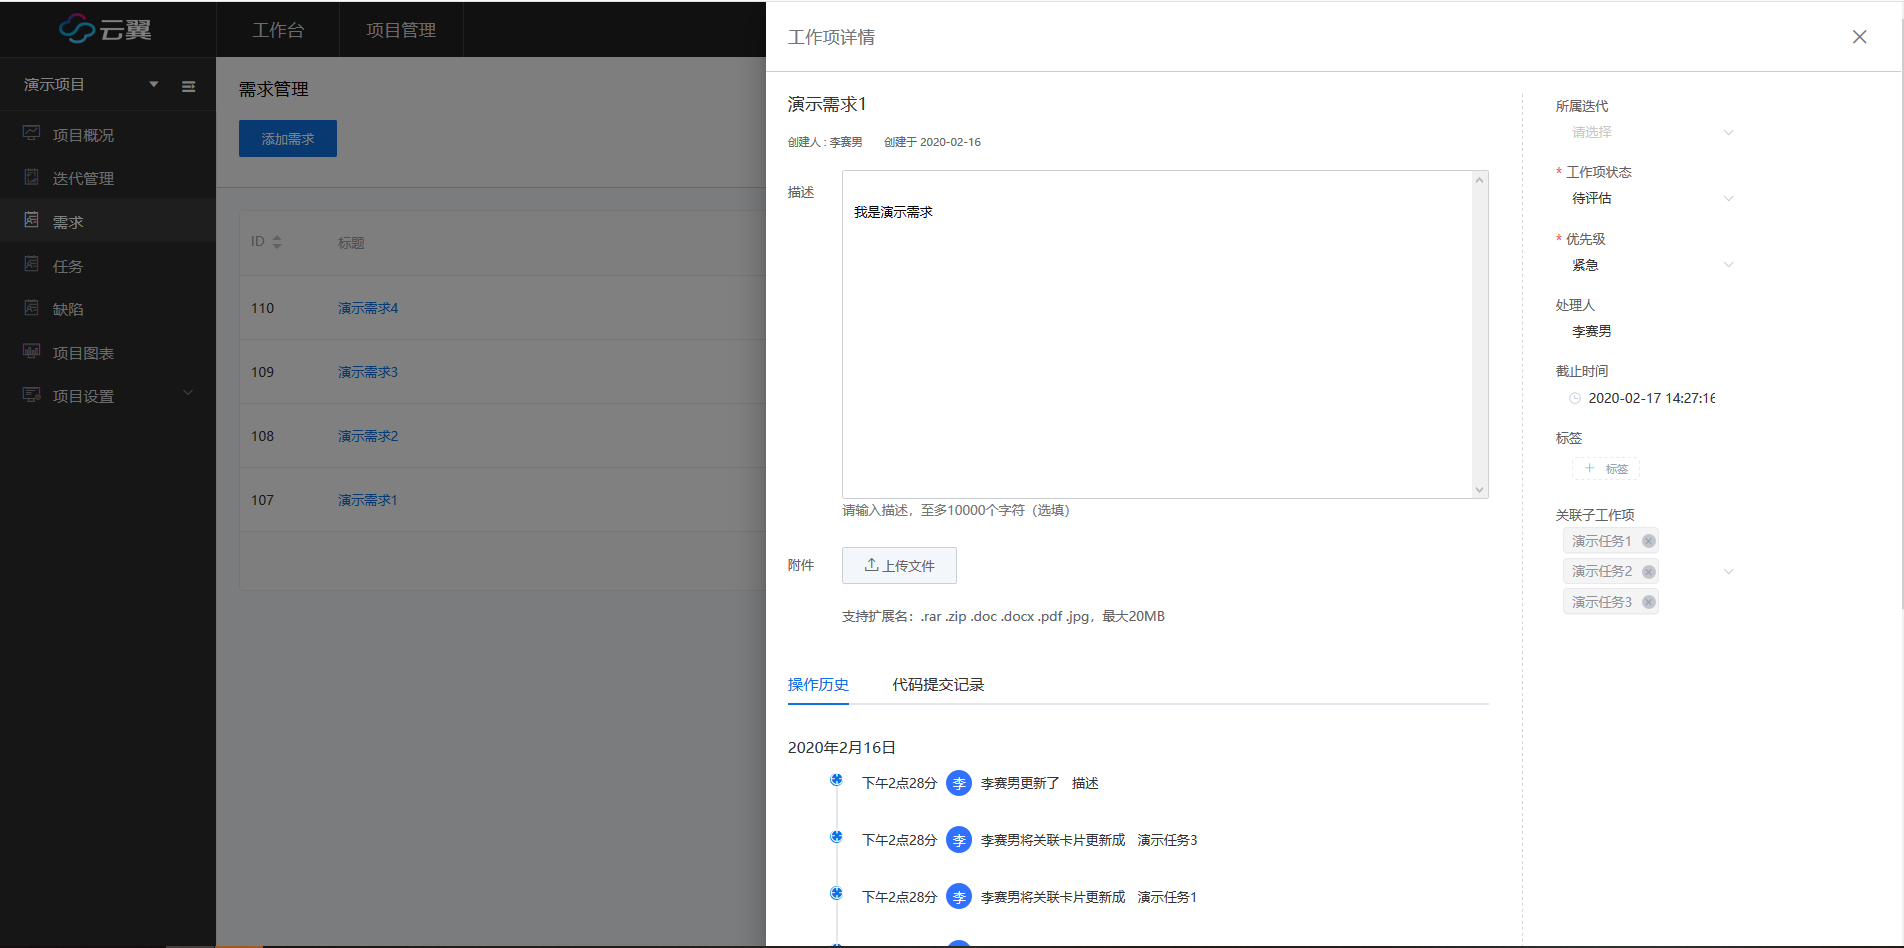 云翼
工作台
项目管理
演示项目
项目概况
迭代管理
需求
任务
缺陷
项目图表
项目设置
需求管理
添加需求
ID
标题
110
演示需求4
109
演示需求3
108
演示需求2
107
演示需求1
工作项详情
演示需求1
创建人 : 李赛男
创建于 2020-02-16
描述
我是演示需求
请输入描述，至多10000个字符（选填）
附件
上传文件
支持扩展名：.rar .zip .doc .docx .pdf .jpg，最大20MB
操作历史
代码提交记录
2020年2月16日
下午2点28分 李 李赛男更新了 描述
下午2点28分 李 李赛男将关联卡片更新成 演示任务3
下午2点28分 李 李赛男将关联卡片更新成 演示任务1
所属迭代
请选择
* 工作项状态
待评估
* 优先级
紧急
处理人
李赛男
截止时间
2020-02-17 14:27:16
标签
+ 标签
关联子工作项
演示任务1
演示任务2
演示任务3